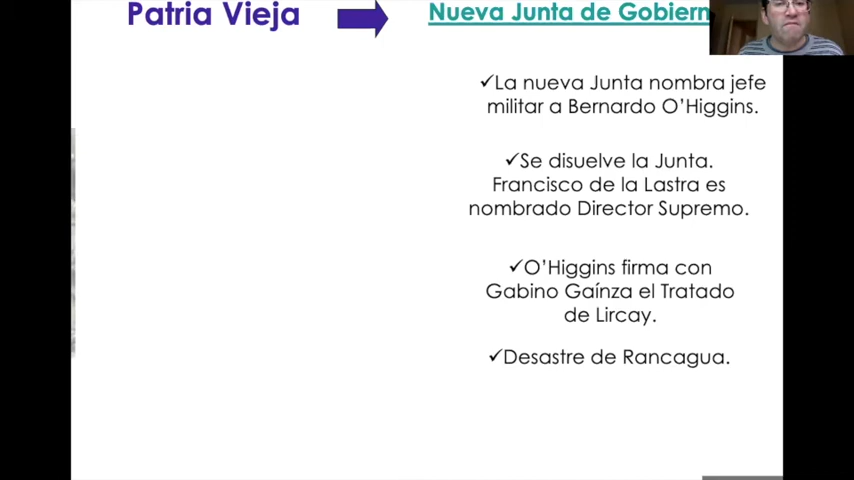 Patria Vieja
Nueva Junta de Gobiern
✓La nueva Junta nombra jefe
militar a Bernardo O’Higgins.
✓Se disuelve la Junta.
Francisco de la Lastra es
nombrado Director Supremo.
✓O’Higgins firma con
Gabino Gaínza el Tratado
de Lircay.
✓Desastre de Rancagua.